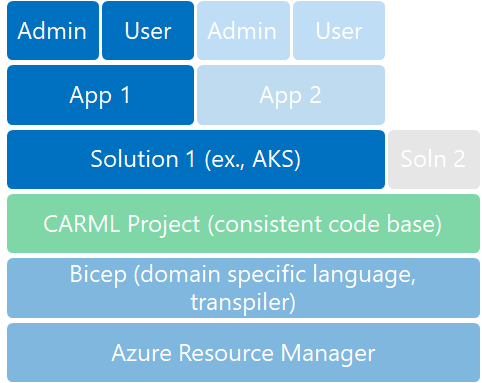 Admin User Admin User
App 1 App 2
Solution 1 (ex., AKS) Soln 2
CARML Project (consistent code base)
Bicep (domain specific language,
transpiler)
Azure Resource Manager